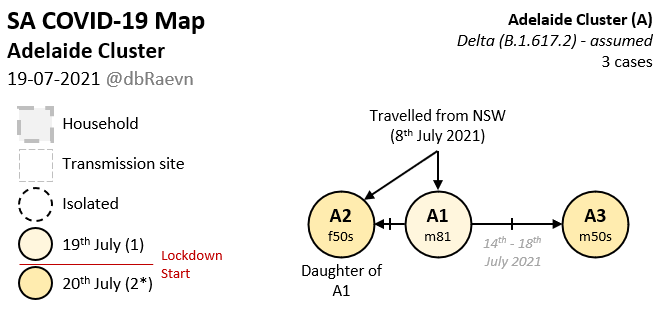 SA COVID-19 Map
Adelaide Cluster
19-07-2021 @dbRaevn
Adelaide Cluster (A)
Delta (B.1.617.2) - assumed
3 cases
Household
Transmission site
Isolated
19th July (1)
Lockdown
Start
20th July (2*)
Travelled from NSW
(8th July 2021)
A2
f50s
A1
m81
A3
m50s
14th - 18th
July 2021
Daughter of
A1